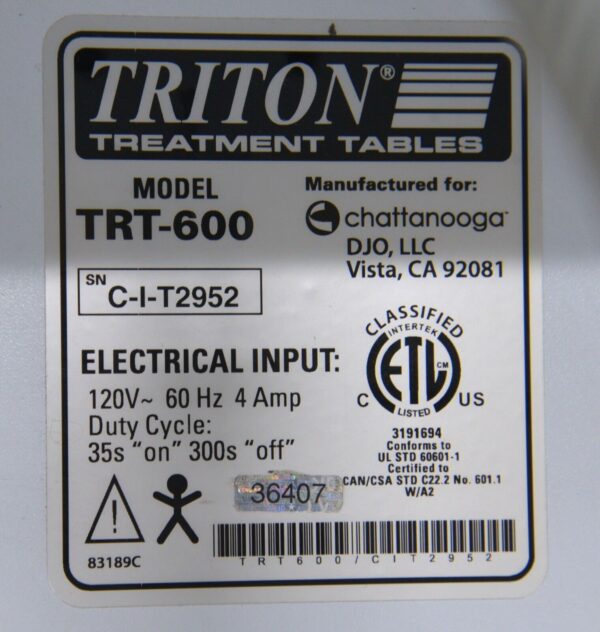 TRITON®
TREATMENT TABLES
MODEL
TRT-600
SN C-I-T2952
Manufactured for:
chattanooga™
DJO, LLC
Vista, CA 92081
ELECTRICAL INPUT:
120V~ 60 Hz 4 Amp
Duty Cycle:
35s “on” 300s “off”
CLASSIFIED
INTERTEK
ETL CM
C US
LISTED
3191694
Conforms to
UL STD 60601-1
Certified to
CAN/CSA STD C22.2 No. 601.1
W/A2
36407
83189C
TRT600/CIT2952